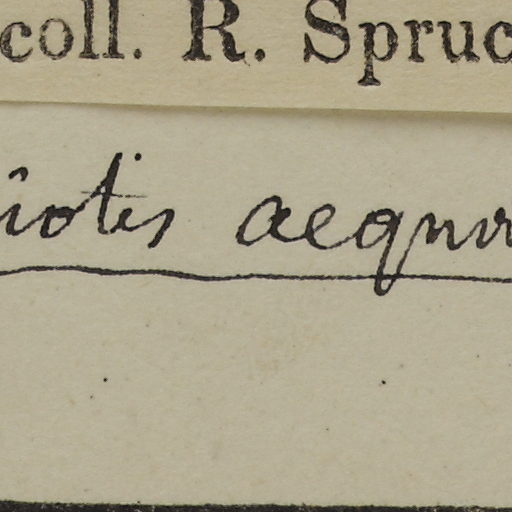 coll. R. Spruc
iotis aequi